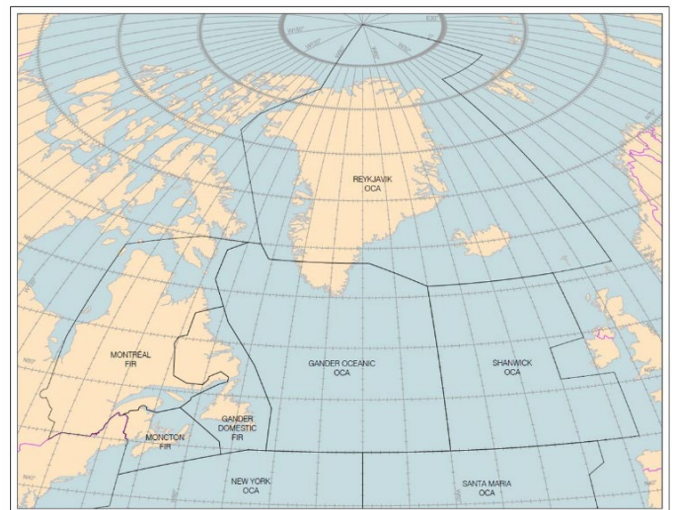 REYKJAVIK
OCA
MONTRÉAL
FIR
GANDER OCEANIC
OCA
SHANWICK
OCA
GANDER
DOMESTIC
FIR
MONCTON
FIR
NEW YORK
OCA
SANTA MARIA
OCA